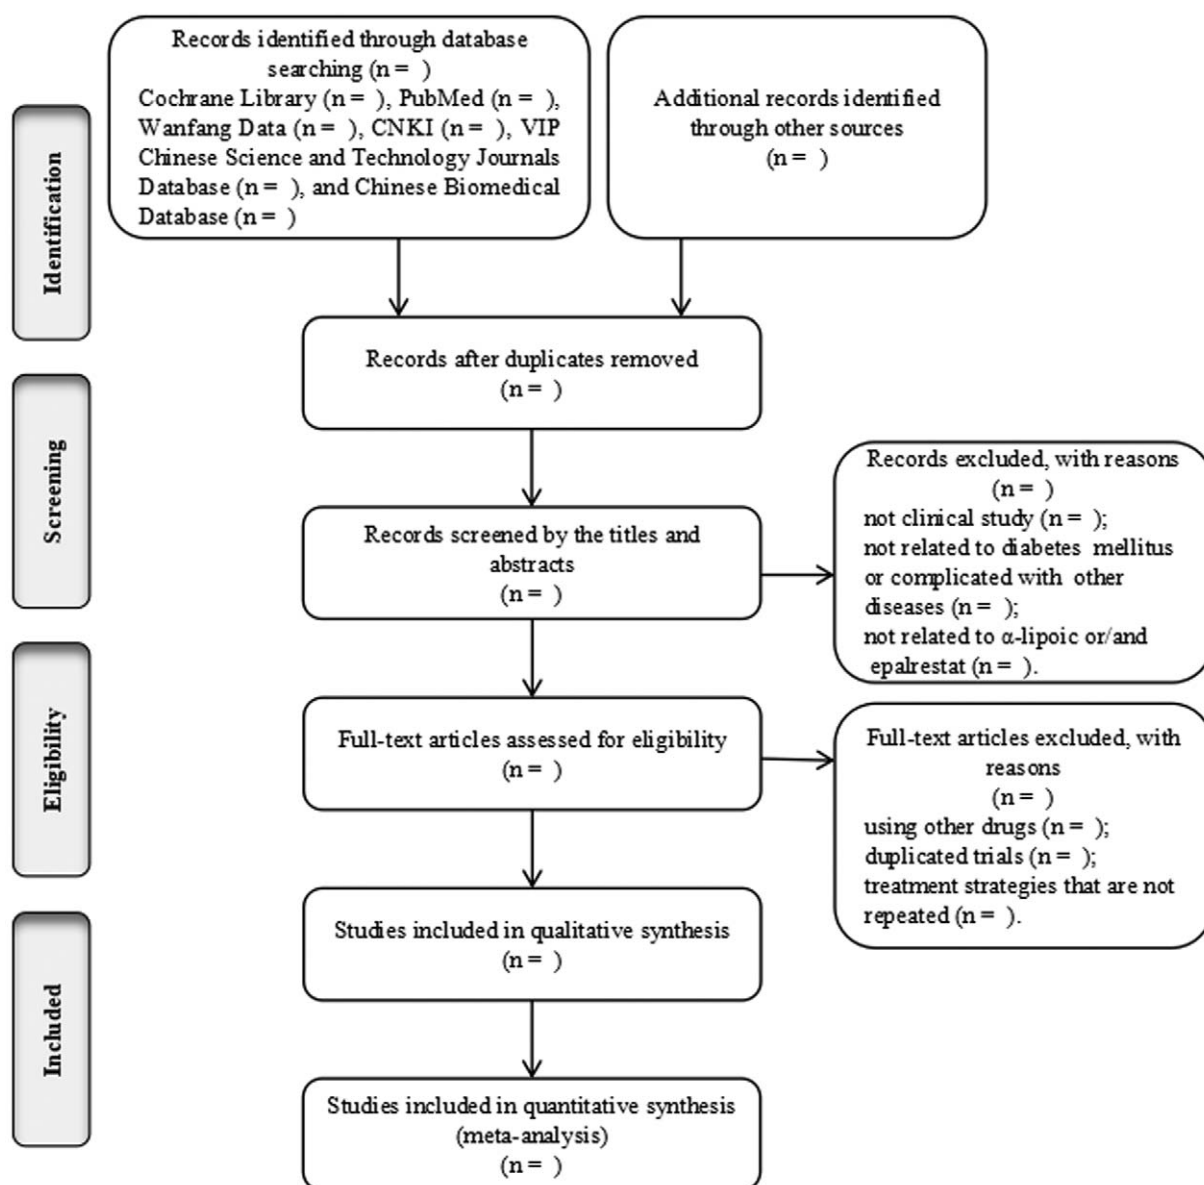 Records identified through database
searching (n = )
Cochrane Library (n = ), PubMed (n = ),
Wanfang Data (n = ), CNKI (n = ), VIP
Chinese Science and Technology Journals
Database (n = ), and Chinese Biomedical
Database (n = )
Additional records identified
through other sources
(n = )
Identification
Records after duplicates removed
(n = )
Screening
Records screened by the titles and
abstracts
(n = )
Records excluded, with reasons
(n = )
not clinical study (n = );
not related to diabetes mellitus
or complicated with other
diseases (n = );
not related to α-lipoic or/and
epalrestat (n = ).
Eligibility
Full-text articles assessed for eligibility
(n = )
Full-text articles excluded, with
reasons
(n = )
using other drugs (n = );
duplicated trials (n = );
treatment strategies that are not
repeated (n = ).
Studies included in qualitative synthesis
(n = )
Included
Studies included in quantitative synthesis
(meta-analysis)
(n = )